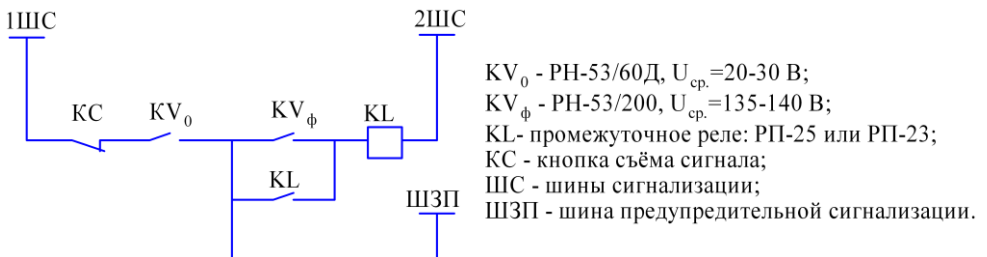 1ШС
2ШС
КС
KV₀
KVф
KL
KL
ШЗП
KV₀ - РН-53/60Д, Uср.=20-30 В;
KVф - РН-53/200, Uср.=135-140 В;
KL- промежуточное реле: РП-25 или РП-23;
КС - кнопка съёма сигнала;
ШС - шины сигнализации;
ШЗП - шина предупредительной сигнализации.